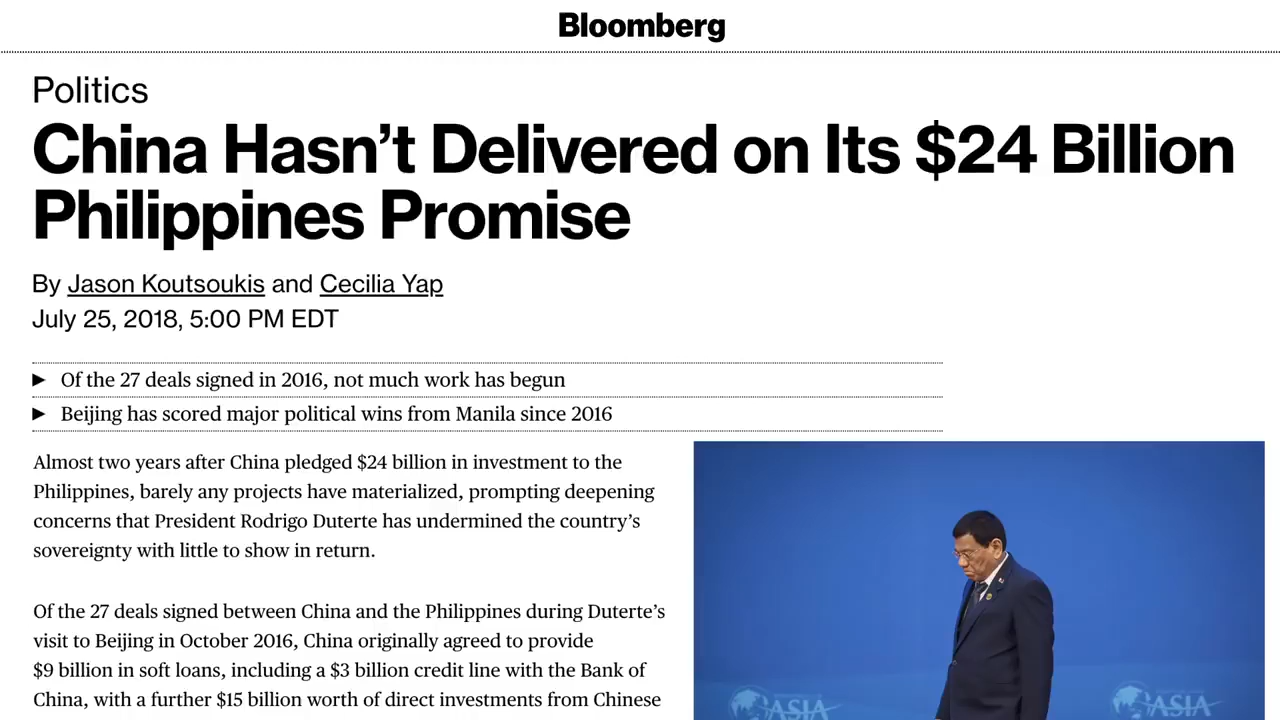 Bloomberg
Politics
China Hasn’t Delivered on Its $24 Billion
Philippines Promise
By Jason Koutsoukis and Cecilia Yap
July 25, 2018, 5:00 PM EDT
► Of the 27 deals signed in 2016, not much work has begun
► Beijing has scored major political wins from Manila since 2016
Almost two years after China pledged $24 billion in investment to the
Philippines, barely any projects have materialized, prompting deepening
concerns that President Rodrigo Duterte has undermined the country’s
sovereignty with little to show in return.
Of the 27 deals signed between China and the Philippines during Duterte’s
visit to Beijing in October 2016, China originally agreed to provide
$9 billion in soft loans, including a $3 billion credit line with the Bank of
China, with a further $15 billion worth of direct investments from Chinese
ASIA
ASIA